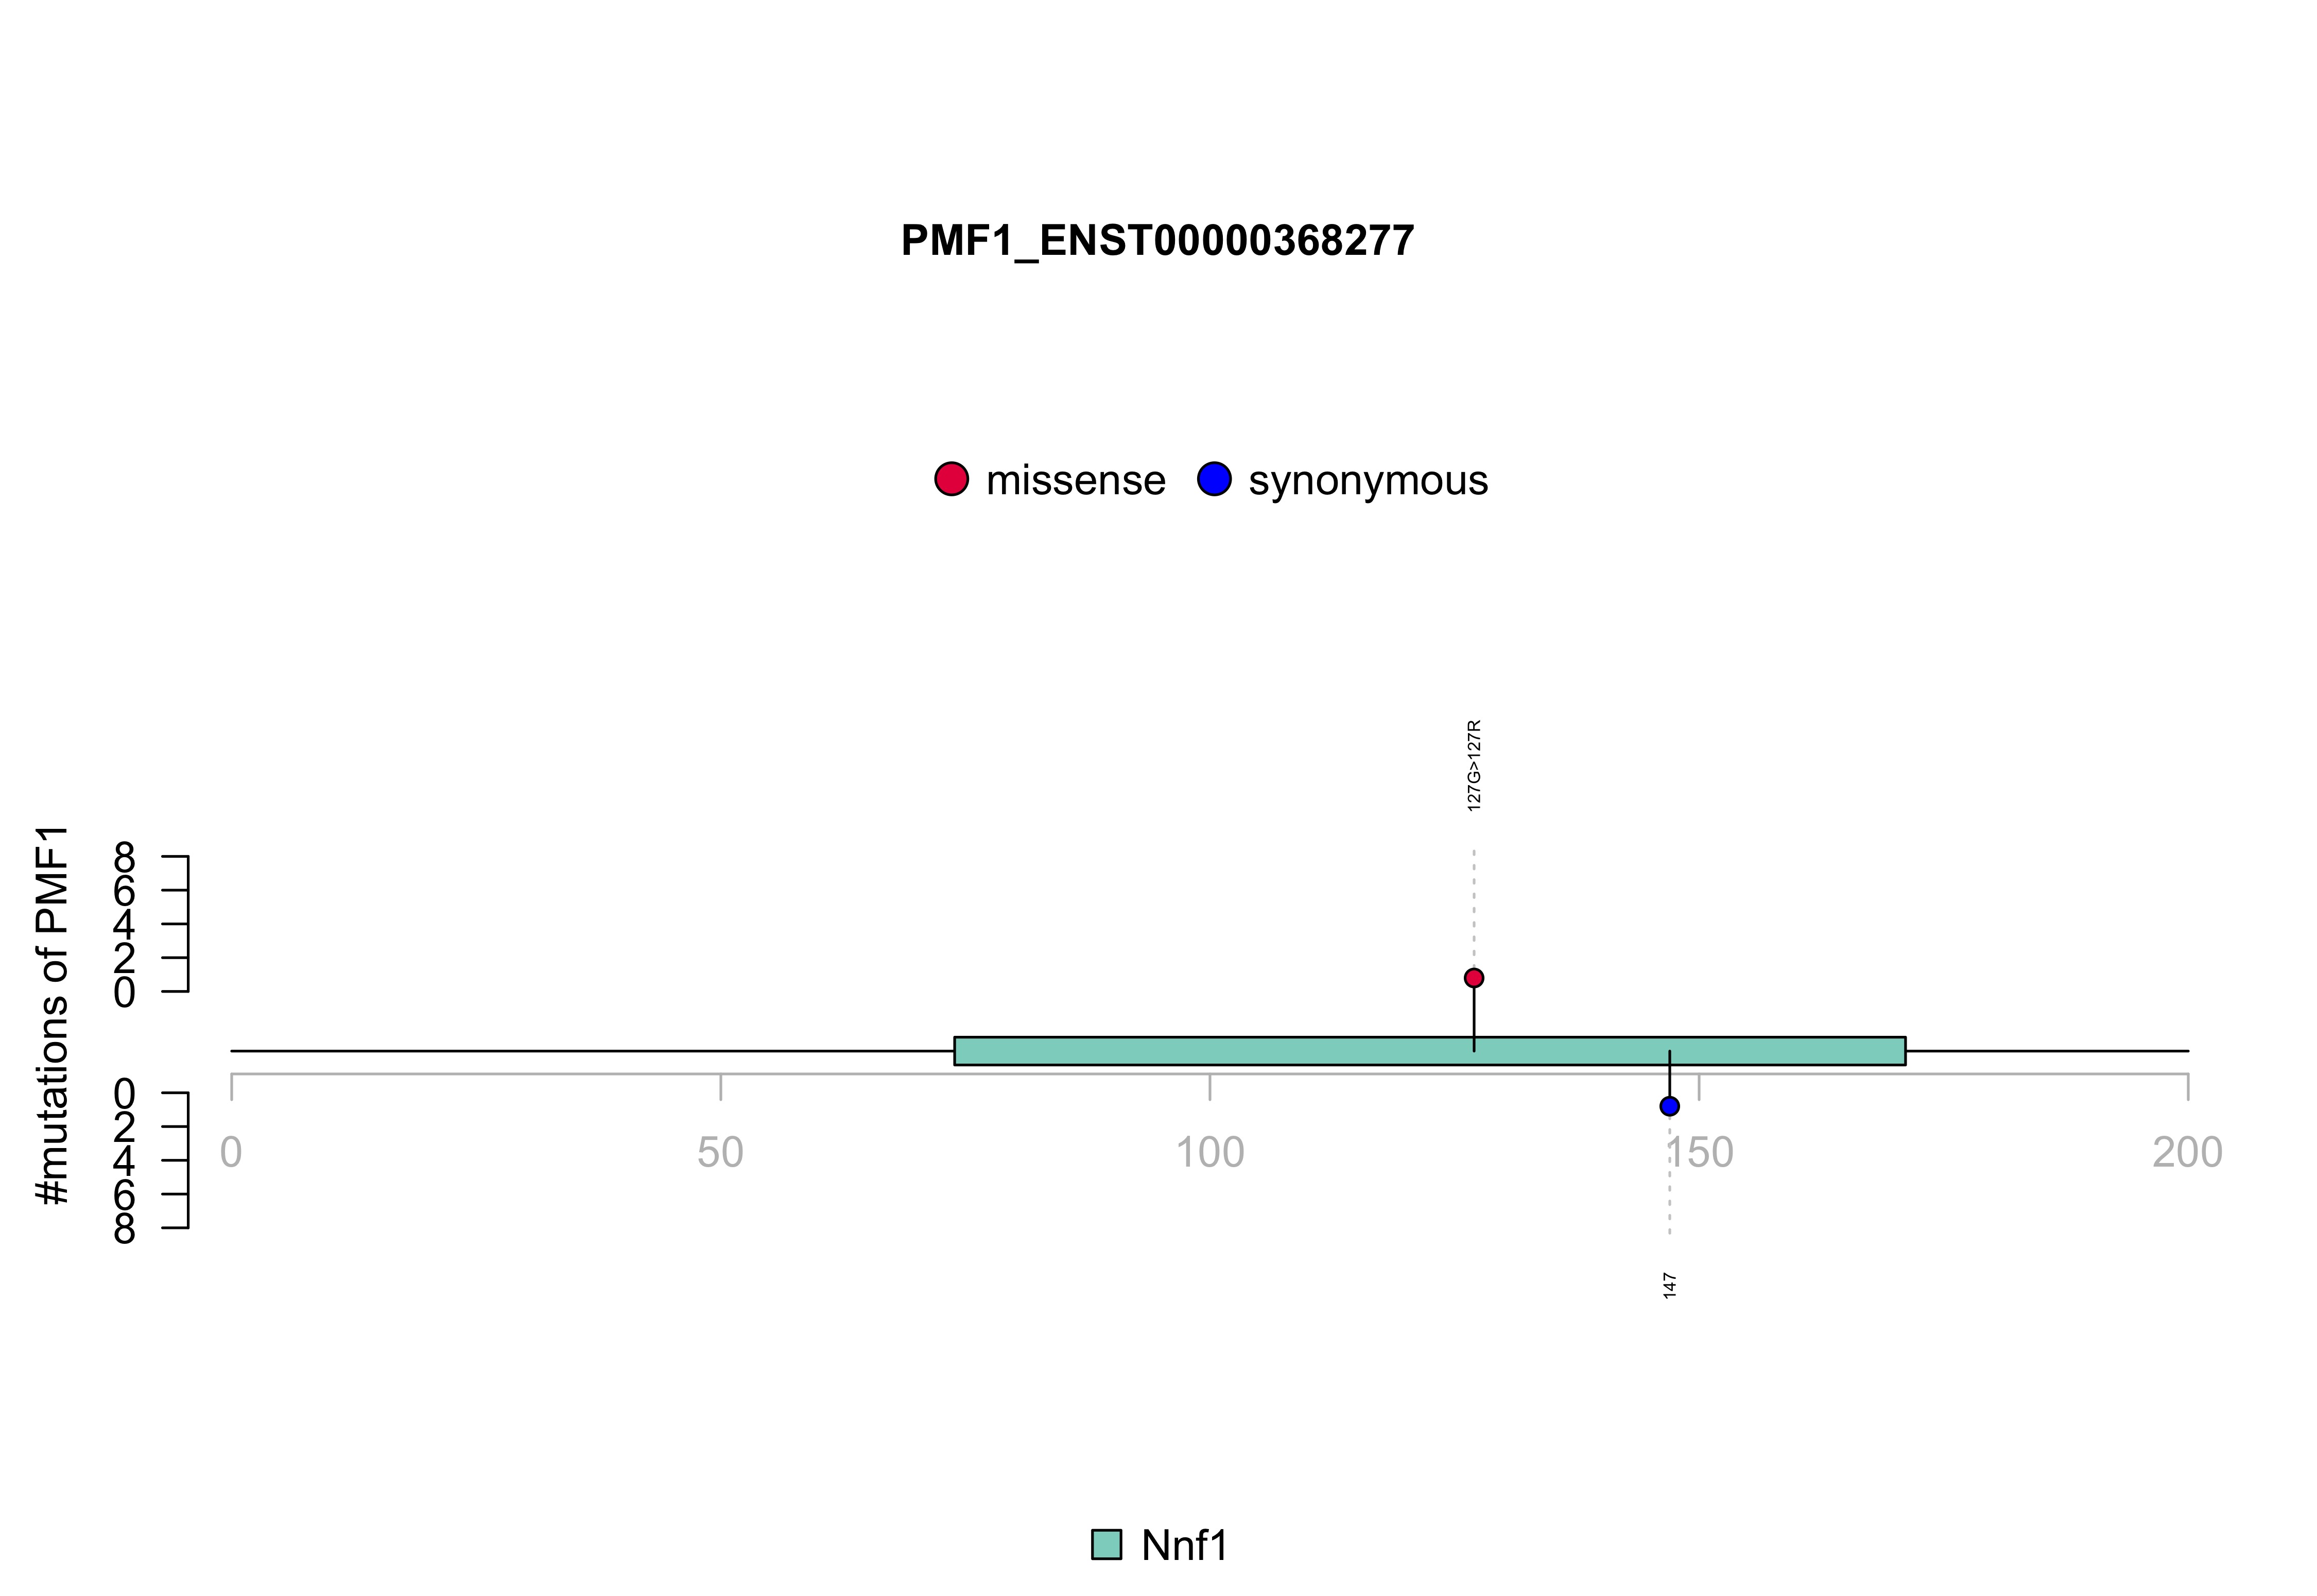 PMF1_ENST00000368277
missense synonymous
127G>127R
#mutations of PMF1
8
6
4
2
0
0
2
4
6
8
0 50 100 150 200
147
Nnf1